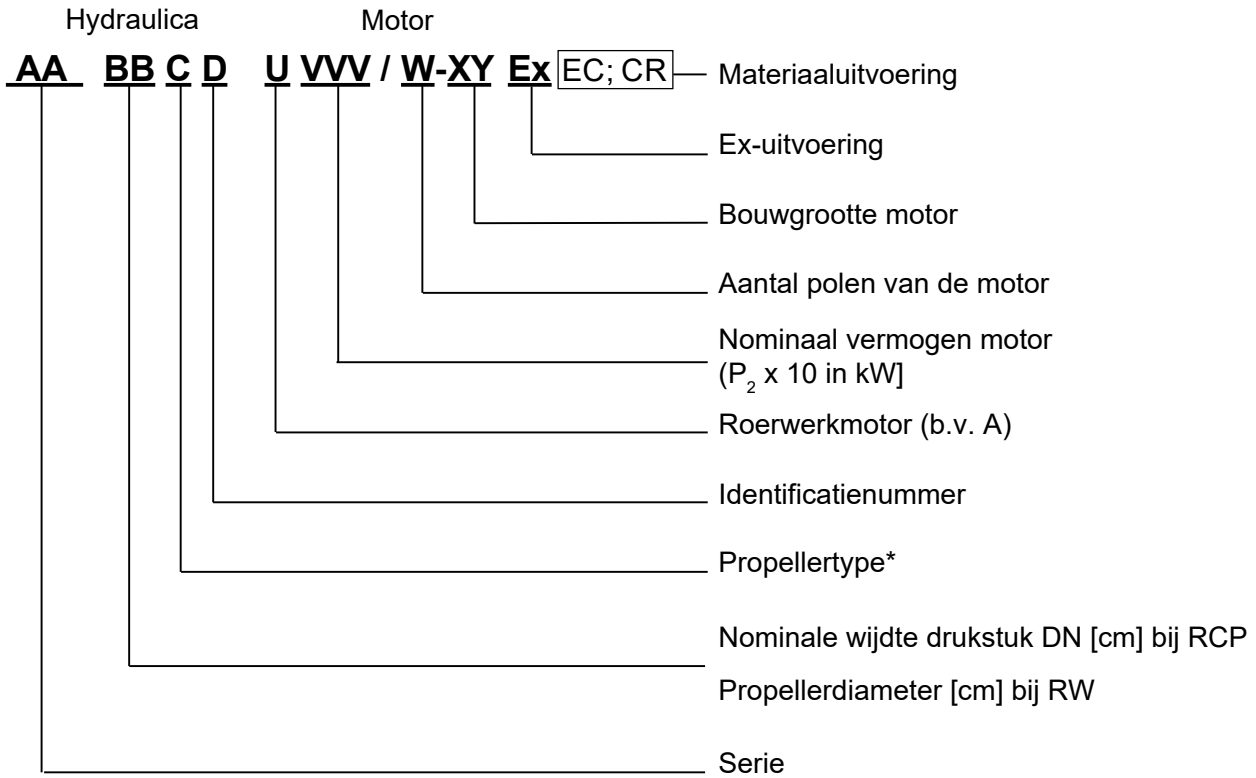 Hydraulica Motor
AA BB C D U VVV / W-XY Ex EC; CR
Materiaaluitvoering
Ex-uitvoering
Bouwgrootte motor
Aantal polen van de motor
Nominaal vermogen motor
(P₂ x 10 in kW]
Roerwerkmotor (b.v. A)
Identificatienummer
Propellertype*
Nominale wijdte drukstuk DN [cm] bij RCP
Propellerdiameter [cm] bij RW
Serie